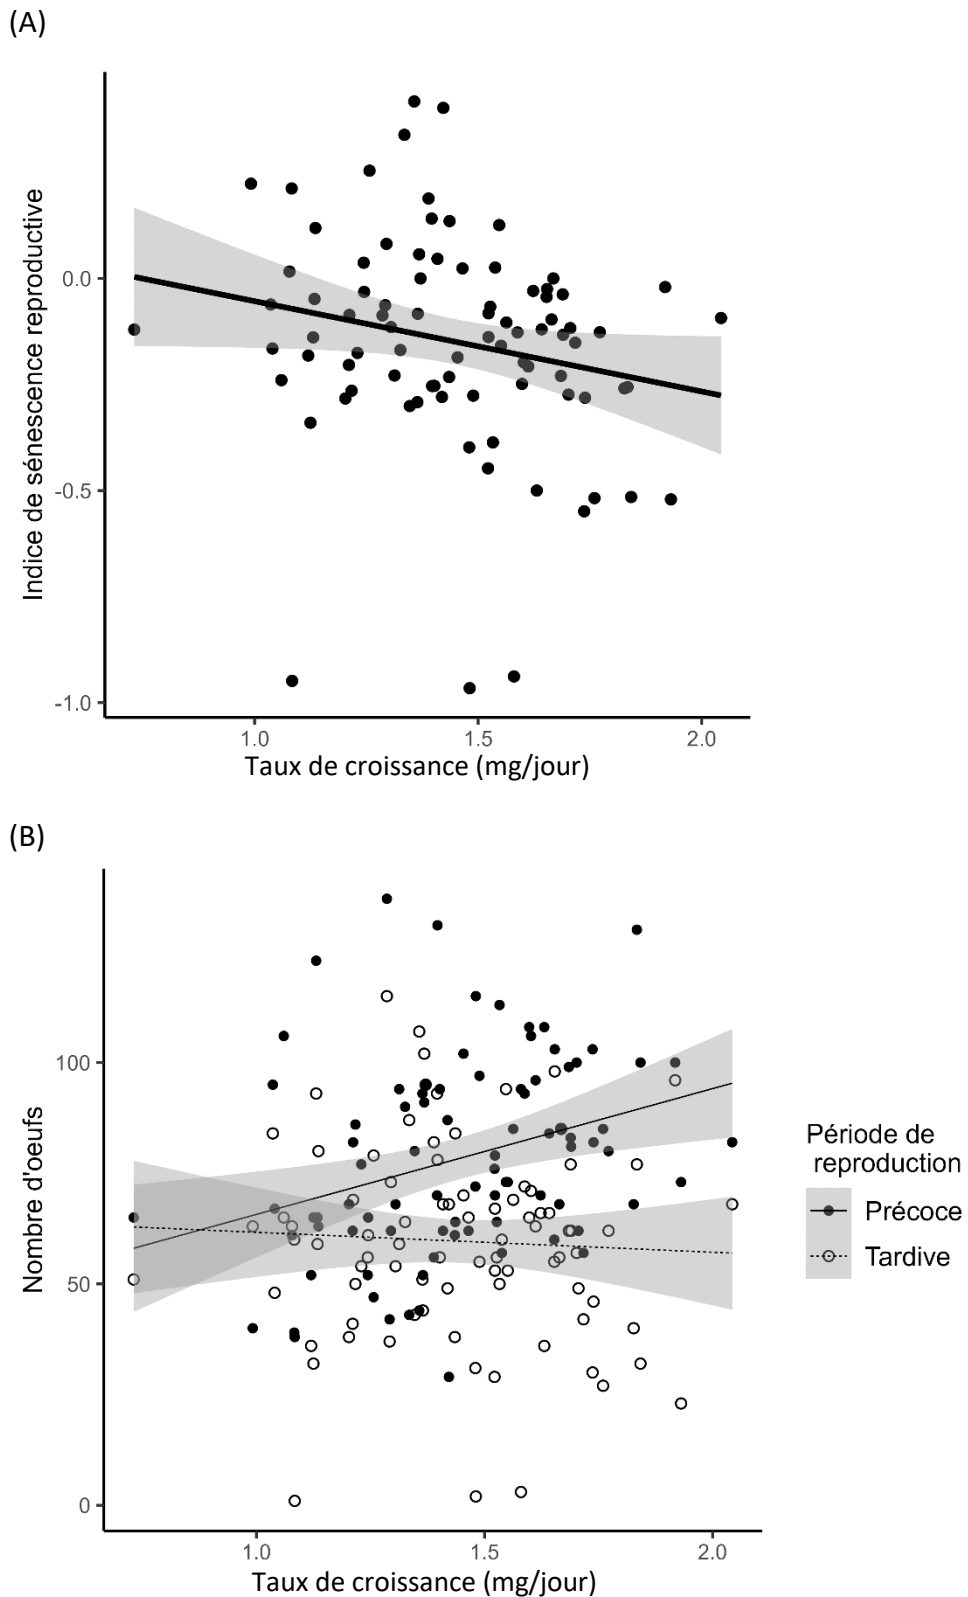 (A)
Indice de sénescence reproductive
0.0
-0.5
-1.0
1.0 1.5 2.0
Taux de croissance (mg/jour)
(B)
Nombre d'oeufs
100
50
0
1.0 1.5 2.0
Taux de croissance (mg/jour)
Période de
reproduction
Précoce
Tardive